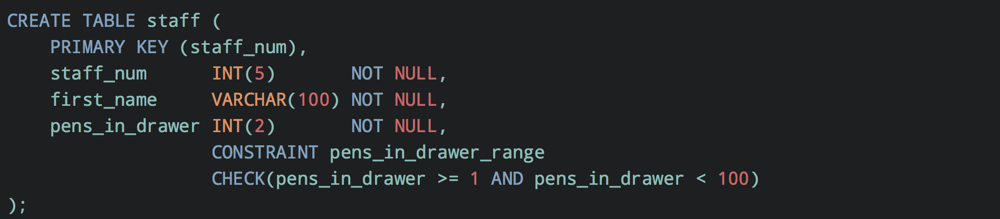 CREATE TABLE staff (
    PRIMARY KEY (staff_num),
    staff_num      INT(5)       NOT NULL,
    first_name     VARCHAR(100) NOT NULL,
    pens_in_drawer INT(2)       NOT NULL,
                   CONSTRAINT pens_in_drawer_range
                   CHECK(pens_in_drawer >= 1 AND pens_in_drawer < 100)
);